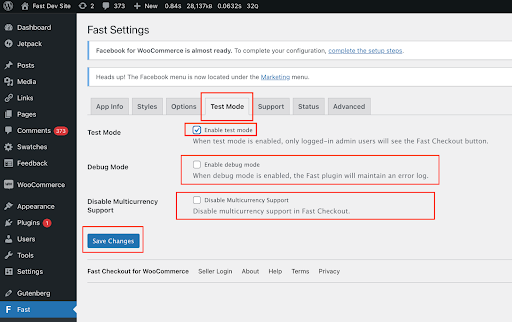 Fast Dev Site
2
373
New
0.84s
28,137kB
0.0632s
32Q
Dashboard
Jetpack
Posts
Media
Links
Pages
Comments 373
Swatches
Feedback
WooCommerce
Appearance
Plugins 1
Users
Tools
Settings
Gutenberg
F Fast
Fast Settings
Facebook for WooCommerce is almost ready. To complete your configuration, complete the setup steps.
Heads up! The Facebook menu is now located under the Marketing menu.
App Info
Styles
Options
Test Mode
Support
Status
Advanced
Test Mode
Enable test mode
When test mode is enabled, only logged-in admin users will see the Fast Checkout button.
Debug Mode
Enable debug mode
When debug mode is enabled, the Fast plugin will maintain an error log.
Disable Multicurrency
Support
Disable Multicurrency Support
Disable multicurrency support in Fast Checkout.
Save Changes
Fast Checkout for WooCommerce
Seller Login
About
Help
Terms
Privacy